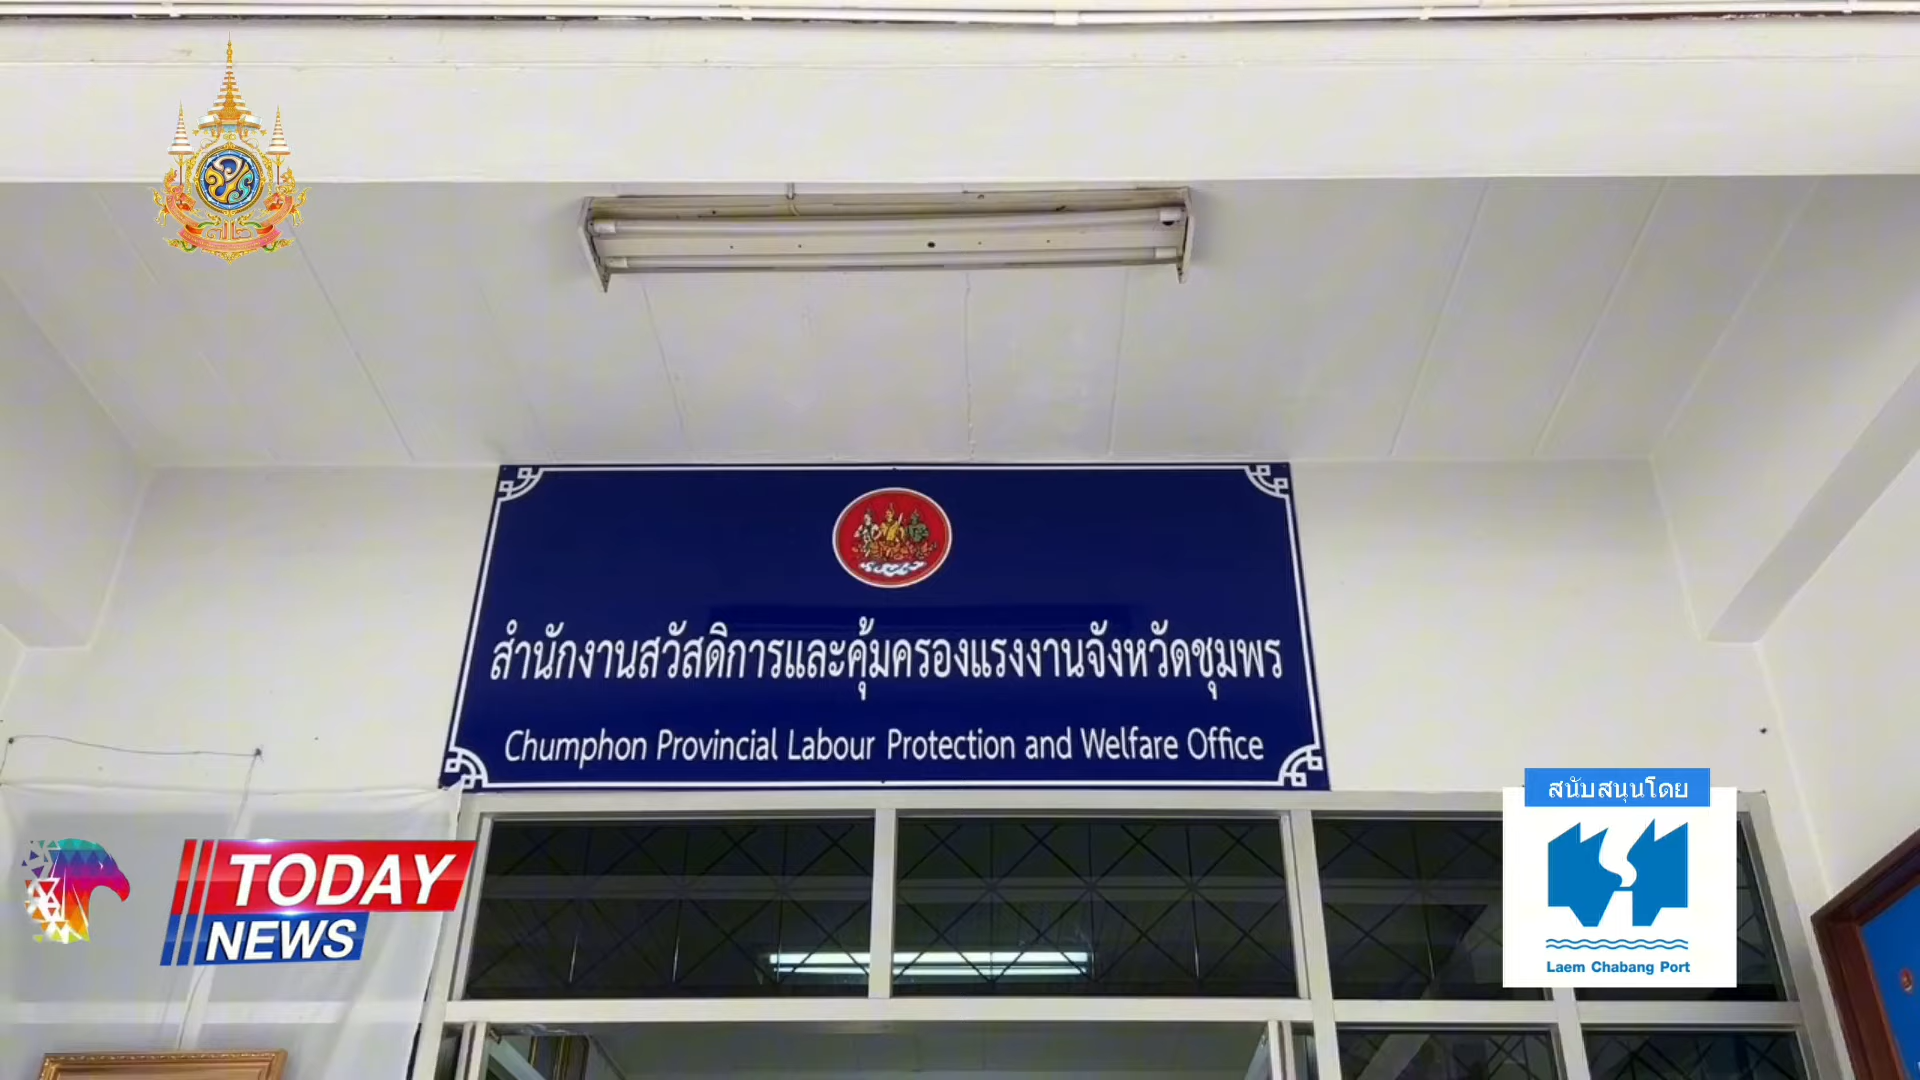 ๗๒
สำนักงานสวัสดิการและคุ้มครองแรงงานจังหวัดชุมพร
Chumphon Provincial Labour Protection and Welfare Office
TODAY
NEWS
สนับสนุนโดย
Laem Chabang Port